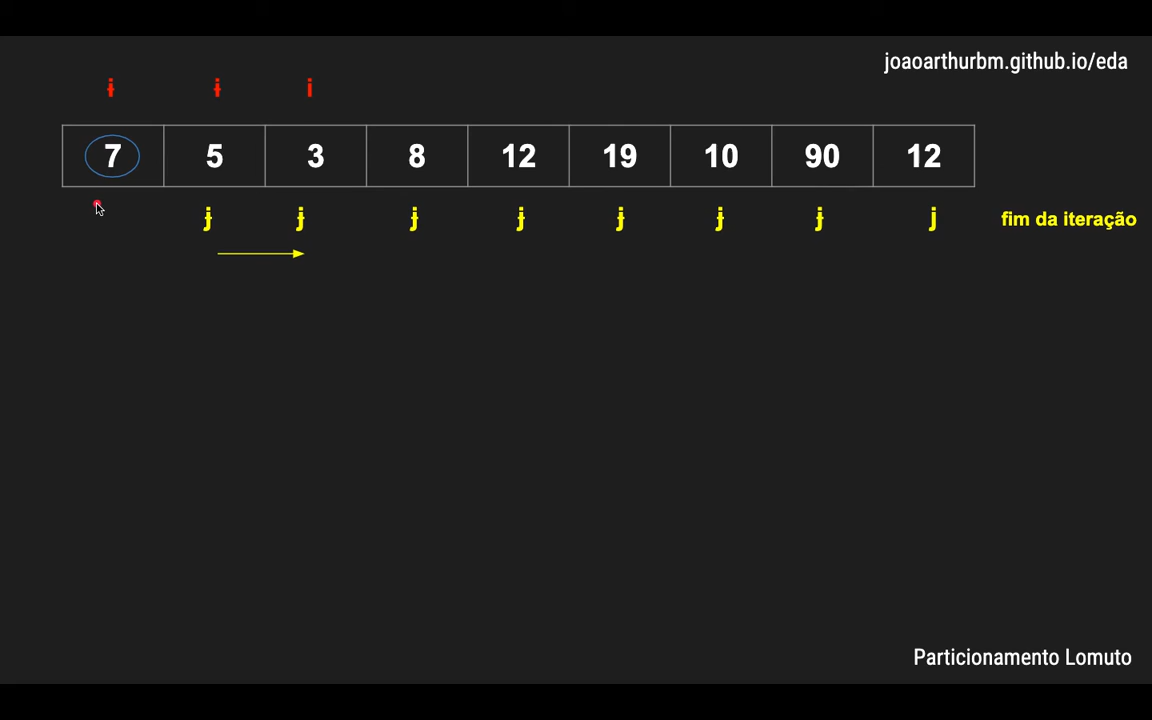 joaoarthurbm.github.io/eda
i i i
7 5 3 8 12 19 10 90 12
j j j j j j j j fim da iteração
Particionamento Lomuto